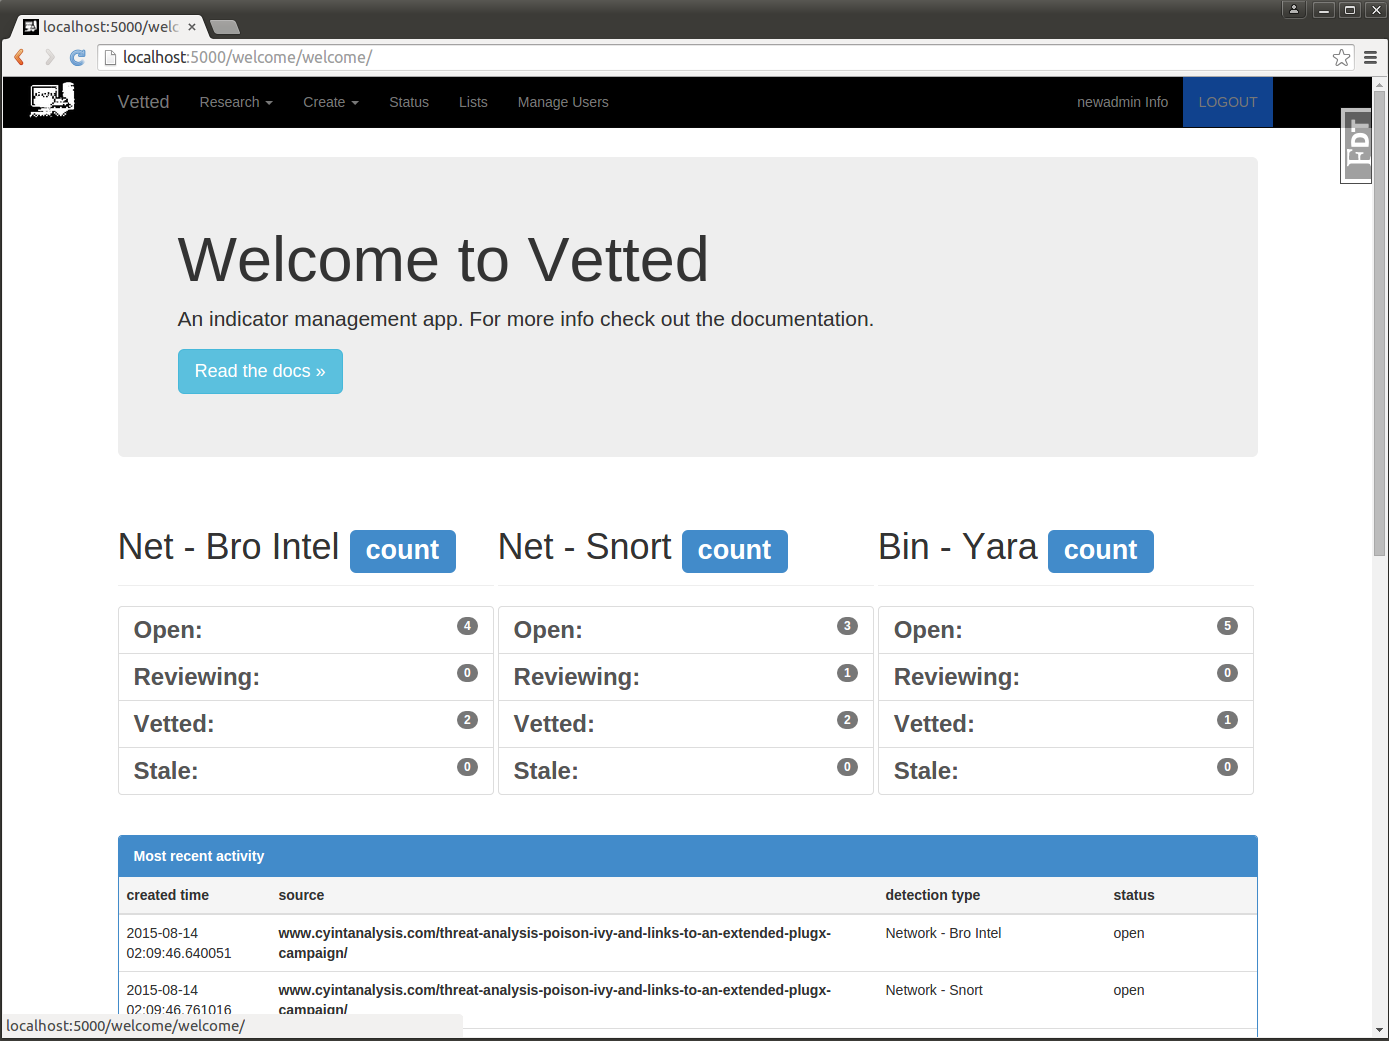 localhost:5000/welc
localhost:5000/welcome/welcome/
Vetted Research Create Status Lists Manage Users newadmin Info LOGOUT
FDT
Welcome to Vetted
An indicator management app. For more info check out the documentation.
Read the docs »
Net - Bro Intel count Net - Snort count Bin - Yara count
Open: 4 Open: 3 Open: 5
Reviewing: 0 Reviewing: 1 Reviewing: 0
Vetted: 2 Vetted: 2 Vetted: 1
Stale: 0 Stale: 0 Stale: 0
Most recent activity
created time source detection type status
2015-08-14 www.cyintanalysis.com/threat-analysis-poison-ivy-and-links-to-an-extended-plugx- Network - Bro Intel open
02:09:46.640051 campaign/
2015-08-14 www.cyintanalysis.com/threat-analysis-poison-ivy-and-links-to-an-extended-plugx- Network - Snort open
02:09:46.761016 campaign/
localhost:5000/welcome/welcome/